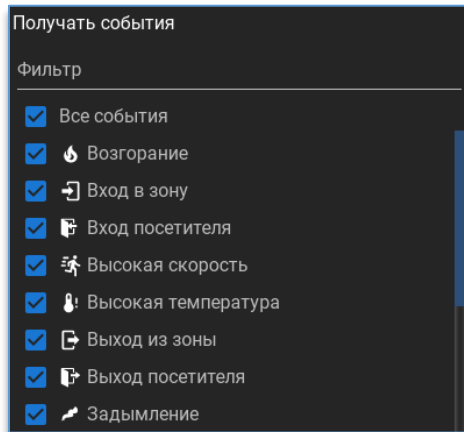 Получать события
Фильтр
Все события
Возгорание
Вход в зону
Вход посетителя
Высокая скорость
Высокая температура
Выход из зоны
Выход посетителя
Задымление